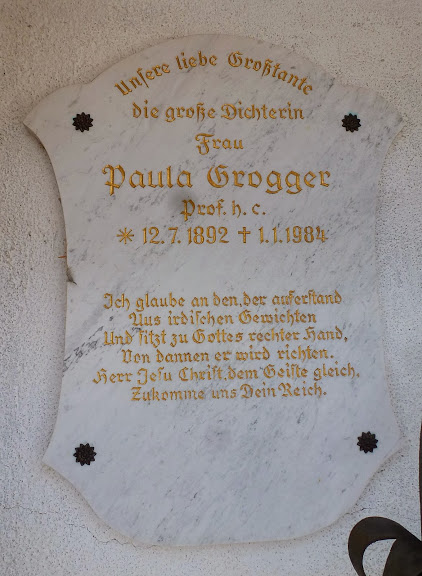 Unsere liebe Großtante
die große Dichterin
Frau
Paula Grogger
Prof. h. c.
* 12.7.1892 † 1.1.1984
Ich glaube an den, der auferstand
Aus irdischen Gewichten
Und sitzt zu Gottes rechter Hand,
Von dannen er wird richten.
Herr Jesu Christ, dem Geiste gleich.
Zukomme uns Dein Reich.